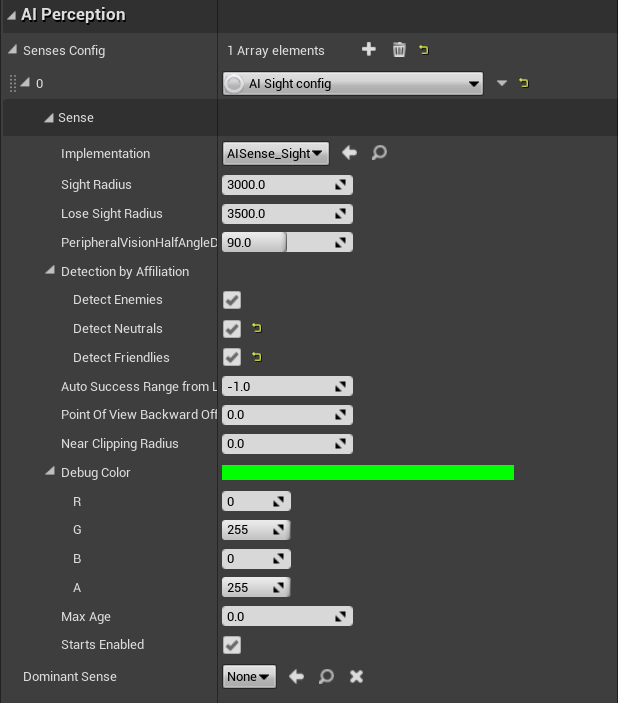 AI Perception
Senses Config 1 Array elements
0 AI Sight config
Sense
Implementation AISense_Sight
Sight Radius 3000.0
Lose Sight Radius 3500.0
PeripheralVisionHalfAngleD 90.0
Detection by Affiliation
Detect Enemies
Detect Neutrals
Detect Friendlies
Auto Success Range from L -1.0
Point Of View Backward Off 0.0
Near Clipping Radius 0.0
Debug Color
R 0
G 255
B 0
A 255
Max Age 0.0
Starts Enabled
Dominant Sense None